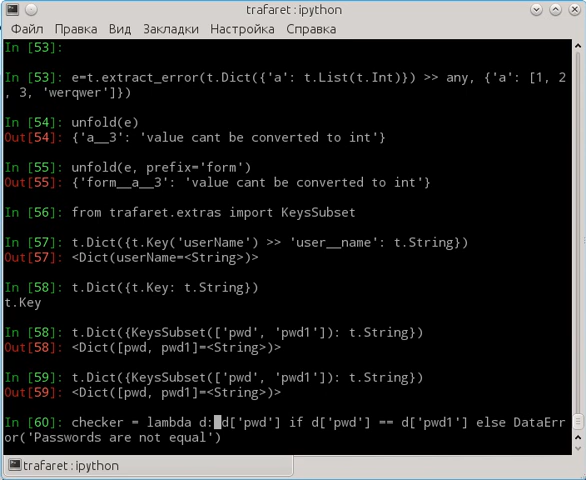 trafaret : ipython
Файл Правка Вид Закладки Настройка Справка
In [53]:
In [53]: e=t.extract_error(t.Dict({'a': t.List(t.Int)}) >> any, {'a': [1, 2
, 3, 'werqwer']})
In [54]: unfold(e)
Out[54]: {'a__3': 'value cant be converted to int'}
In [55]: unfold(e, prefix='form')
Out[55]: {'form__a__3': 'value cant be converted to int'}
In [56]: from trafaret.extras import KeysSubset
In [57]: t.Dict({t.Key('userName') >> 'user__name': t.String})
Out[57]: <Dict(userName=<String>)>
In [58]: t.Dict({t.Key: t.String})
t.Key
In [58]: t.Dict({KeysSubset(['pwd', 'pwd1']): t.String})
Out[58]: <Dict([pwd, pwd1]=<String>)>
In [59]: t.Dict({KeysSubset(['pwd', 'pwd1']): t.String})
Out[59]: <Dict([pwd, pwd1]=<String>)>
In [60]: checker = lambda d: d['pwd'] if d['pwd'] == d['pwd1'] else DataErr
or('Passwords are not equal')
trafaret : ipython